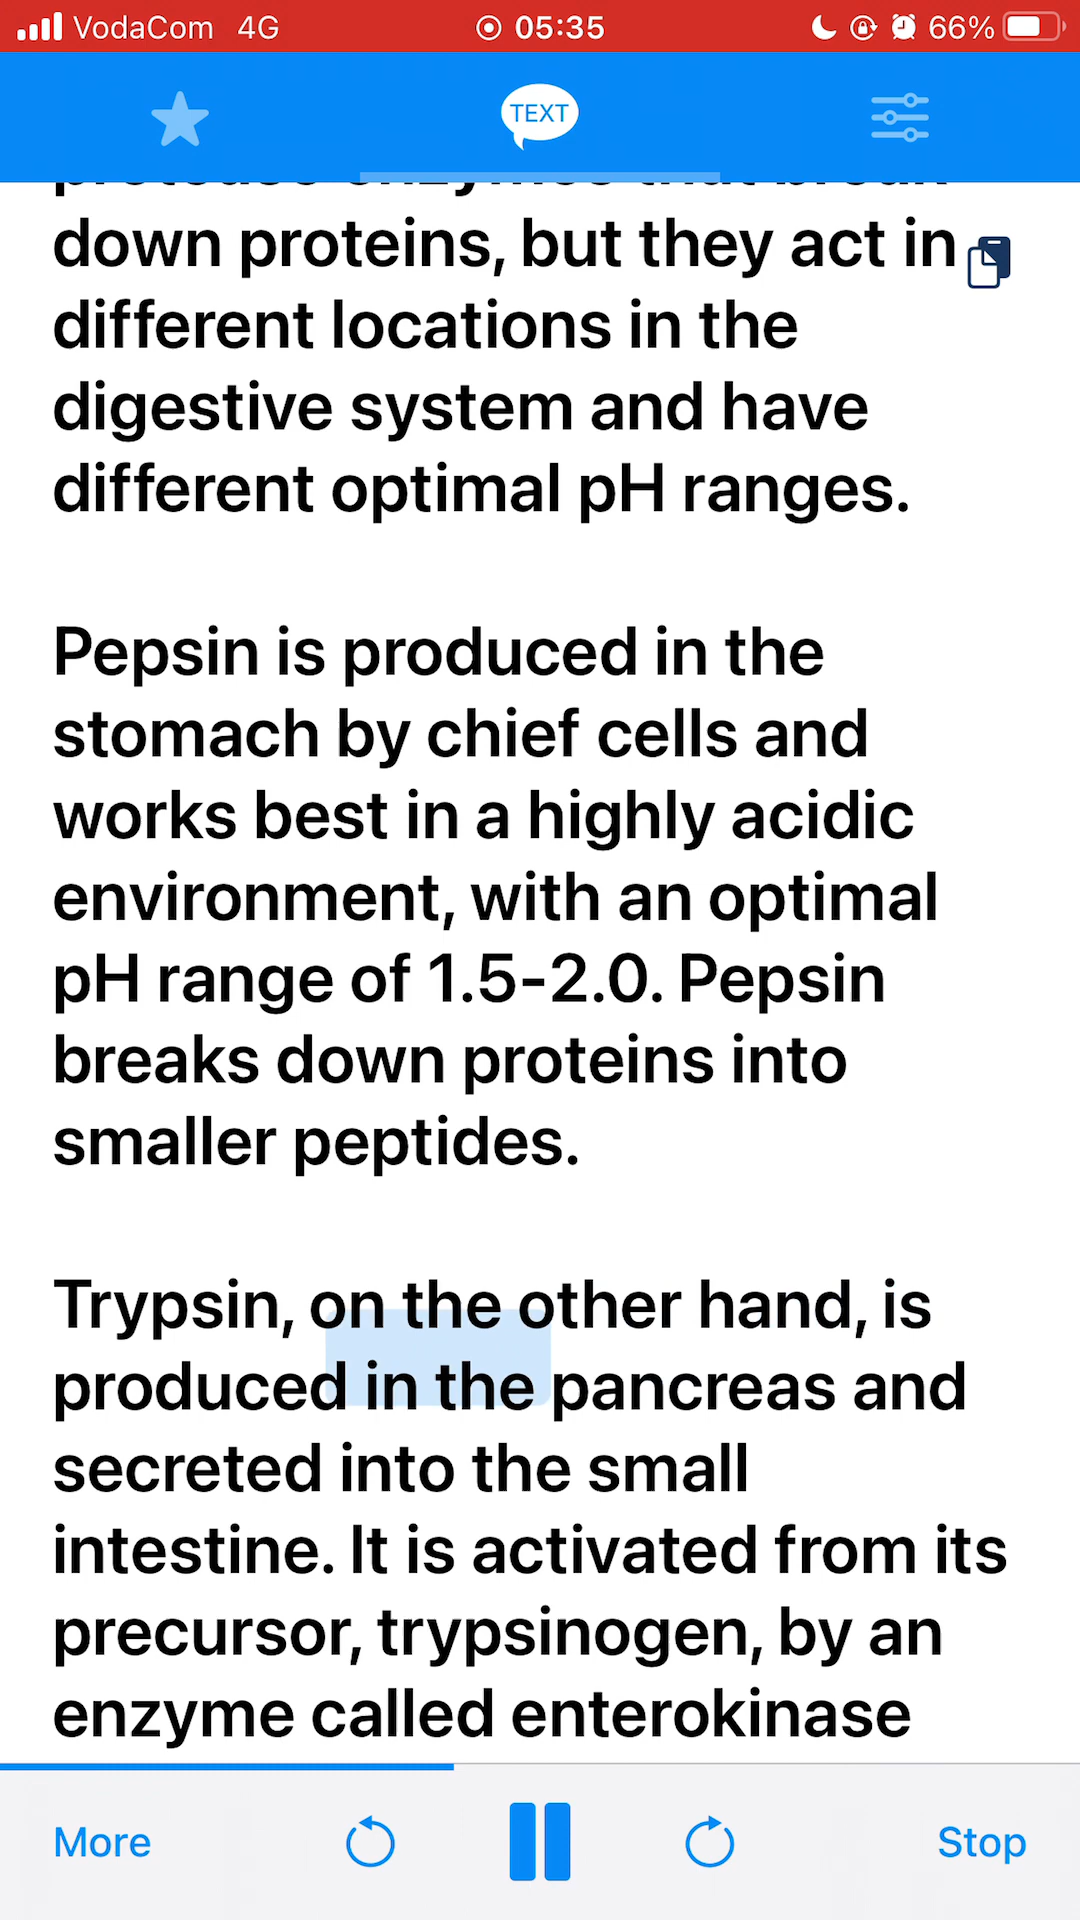 VodaCom 4G 05:35 66%
TEXT
protease enzymes that break
down proteins, but they act in
different locations in the
digestive system and have
different optimal pH ranges.
Pepsin is produced in the
stomach by chief cells and
works best in a highly acidic
environment, with an optimal
pH range of 1.5-2.0. Pepsin
breaks down proteins into
smaller peptides.
Trypsin, on the other hand, is
produced in the pancreas and
secreted into the small
intestine. It is activated from its
precursor, trypsinogen, by an
enzyme called enterokinase
More Stop